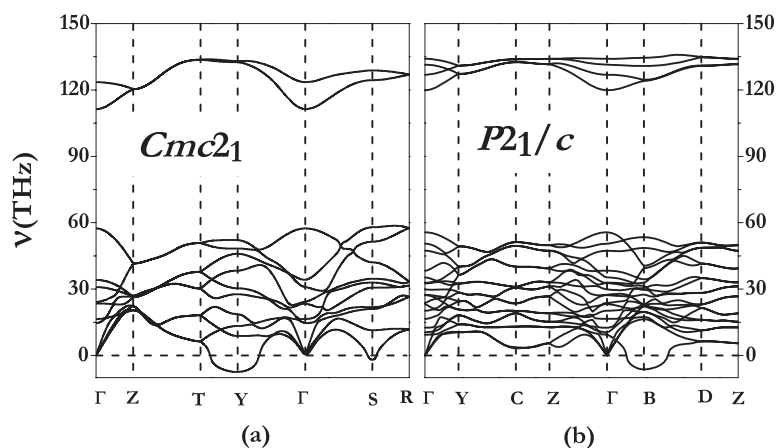 150
120
90
60
30
0
ν(THz)
Cmc21
P21/c
150
120
90
60
30
0
Γ Z T Y Γ S R
Γ Y C Z Γ B D Z
(a)
(b)